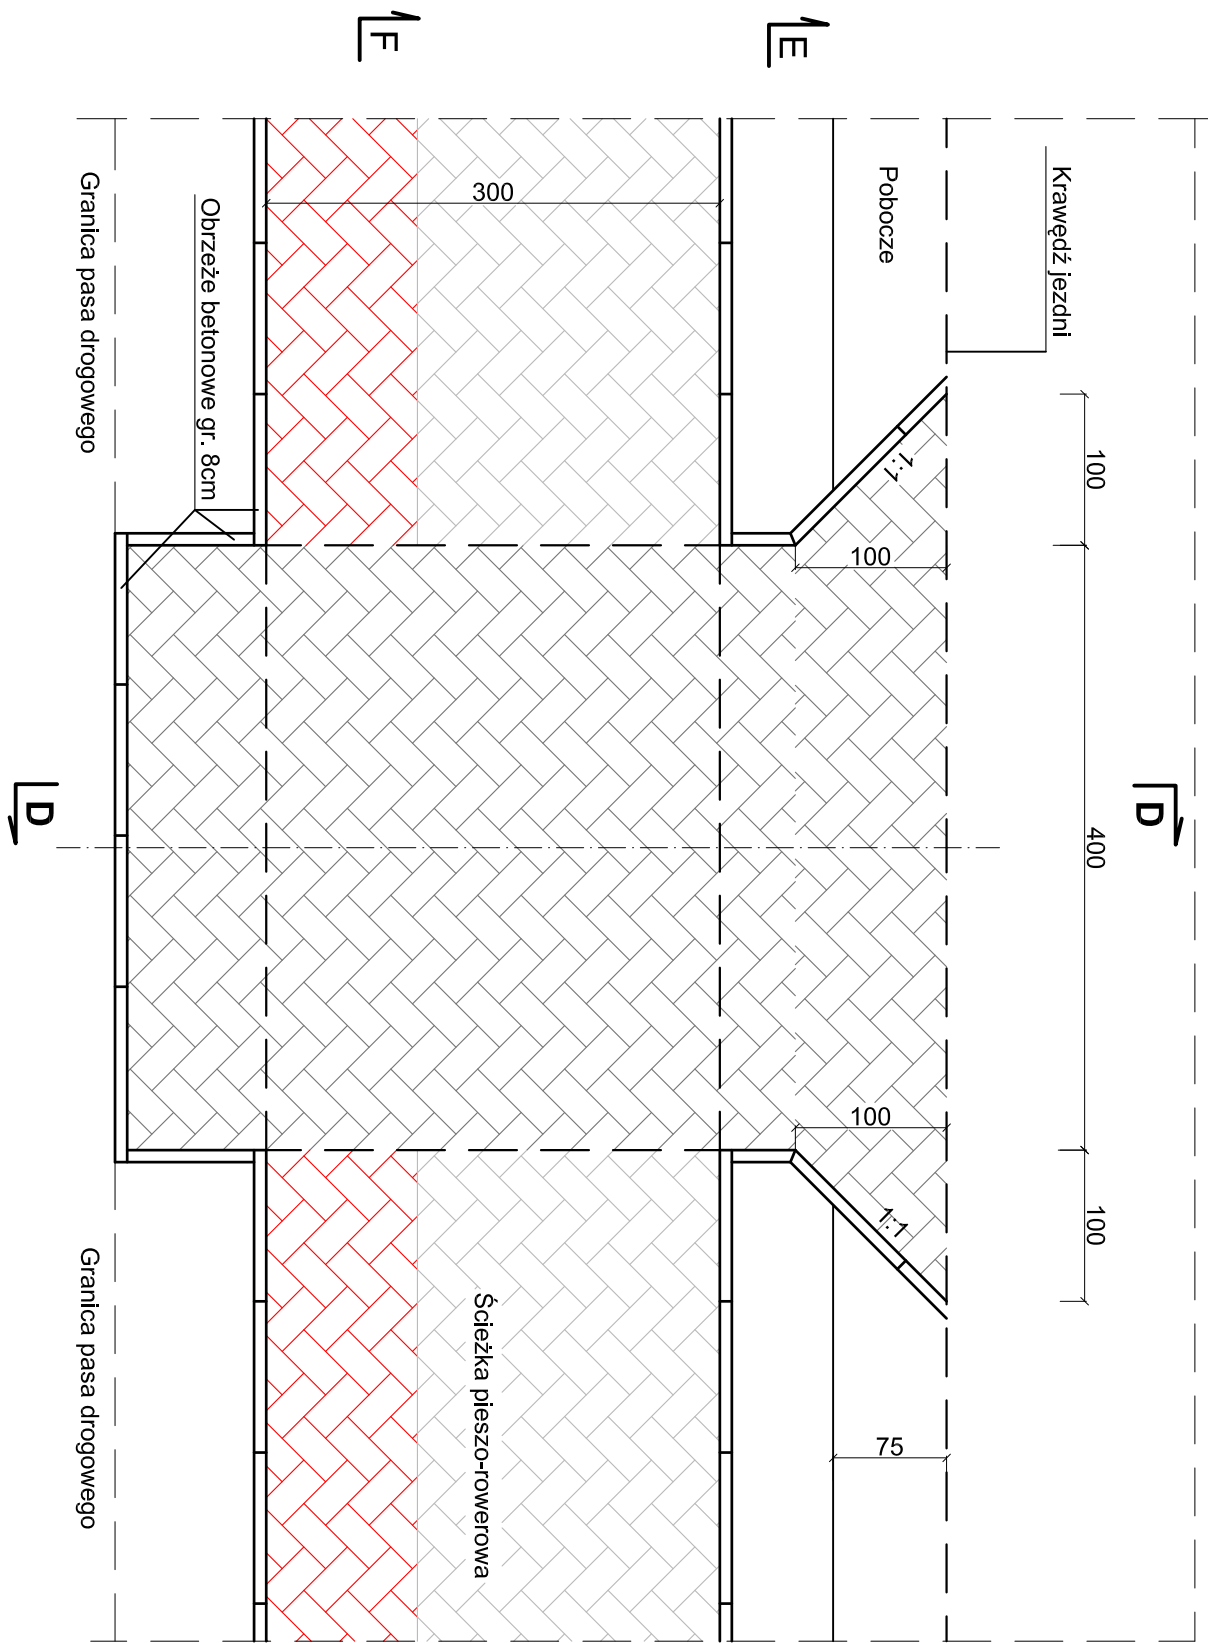 F
E
Granica pasa drogowego
Obrzeże betonowe gr. 8cm
300
Pobocze
Krawędź jezdni
1:1
100
100
D
D
400
100
1:1
100
Granica pasa drogowego
Ścieżka pieszo-rowerowa
75